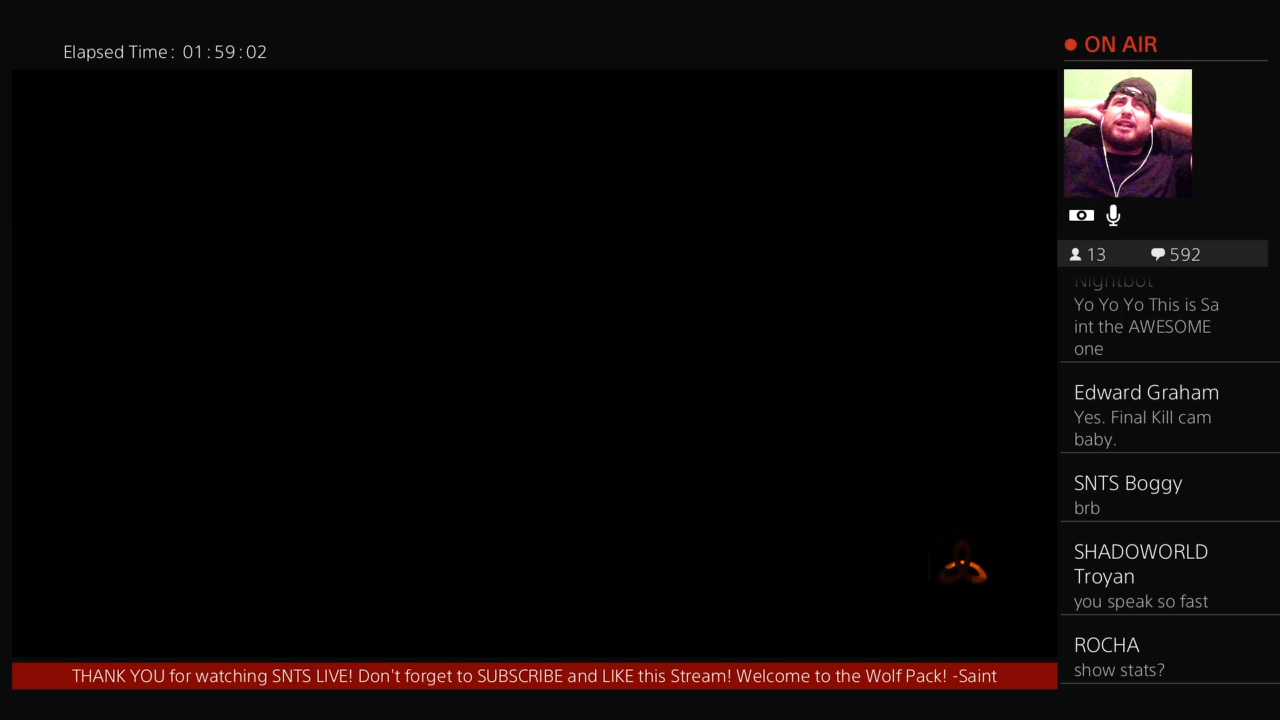 Elapsed Time: 01:59:02
ON AIR
13 592
Nightbot
Yo Yo Yo This is Sa
int the AWESOME
one
Edward Graham
Yes. Final Kill cam
baby.
SNTS Boggy
brb
SHADOWORLD
Troyan
you speak so fast
ROCHA
show stats?
THANK YOU for watching SNTS LIVE! Don't forget to SUBSCRIBE and LIKE this Stream! Welcome to the Wolf Pack! -Saint